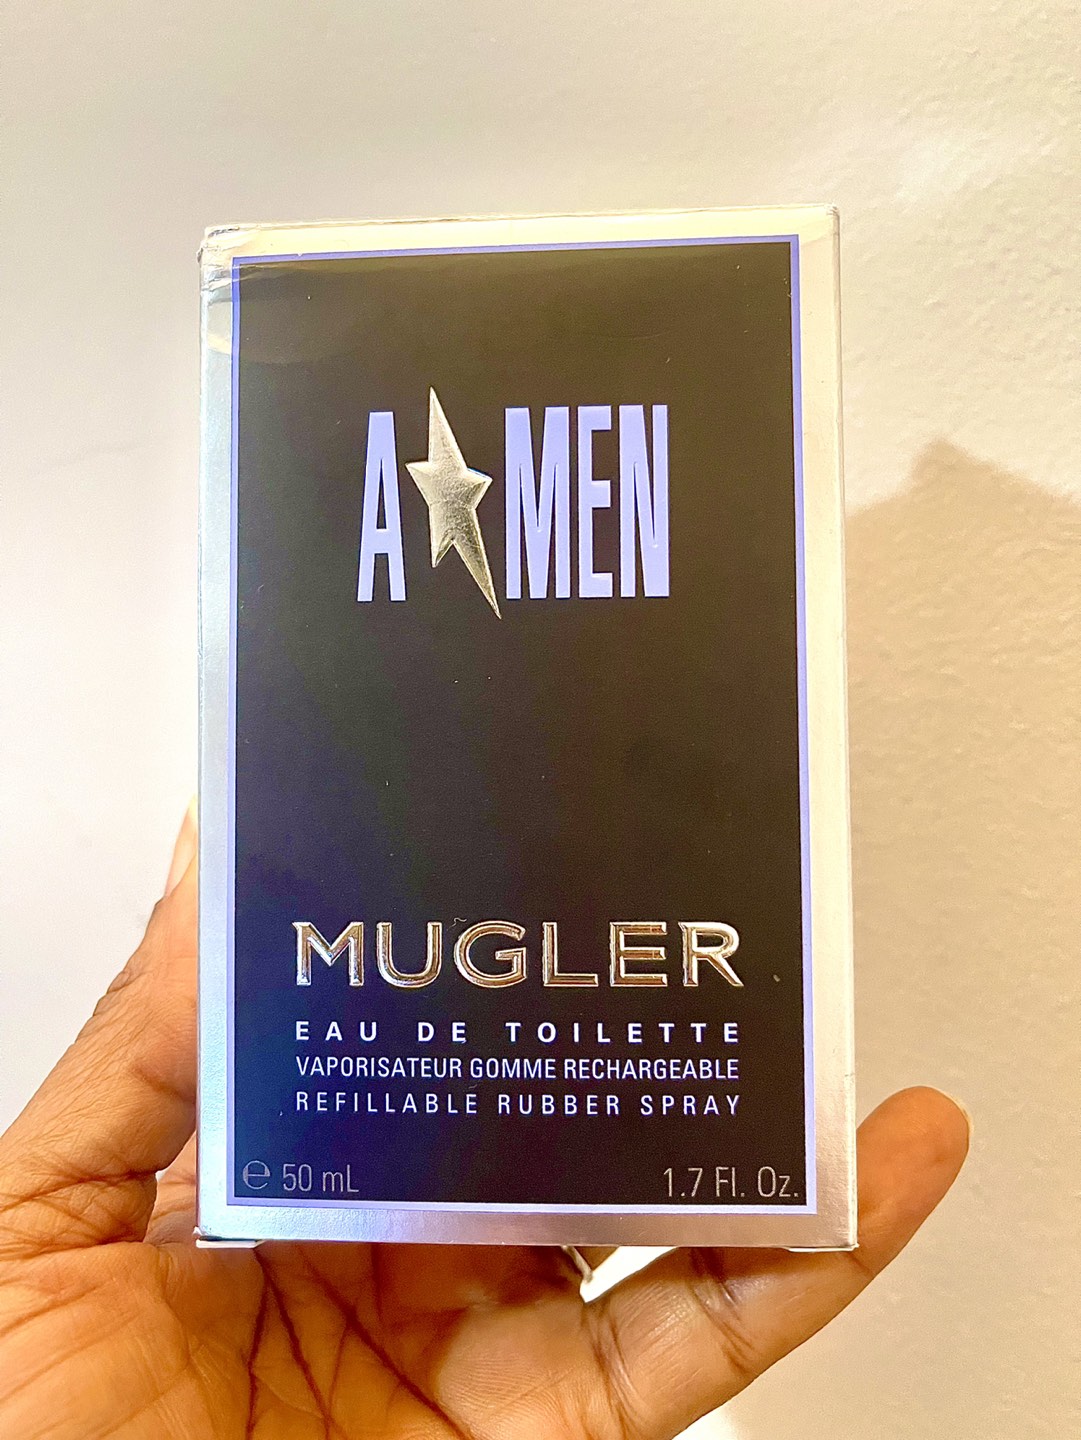 A★MEN
MUGLER
EAU DE TOILETTE
VAPORISATEUR GOMME RECHARGEABLE
REFILLABLE RUBBER SPRAY
℮ 50 mL 1.7 Fl. Oz.